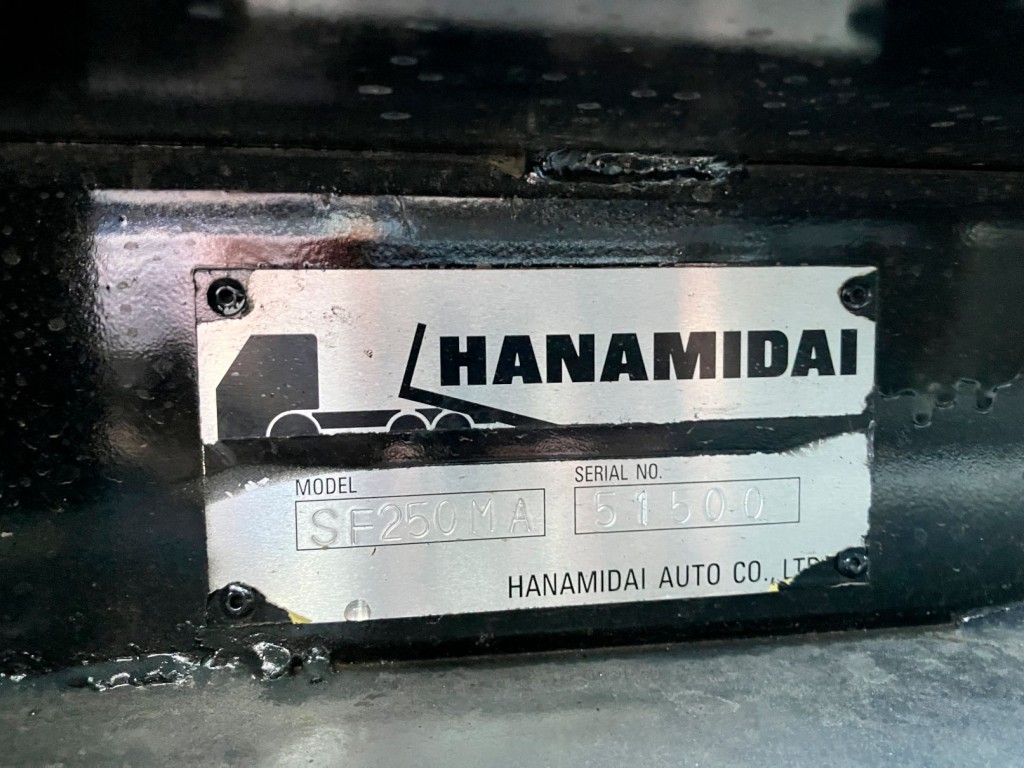 HANAMIDAI
MODEL
SF250MA
SERIAL NO.
51500
HANAMIDAI AUTO CO., LTD